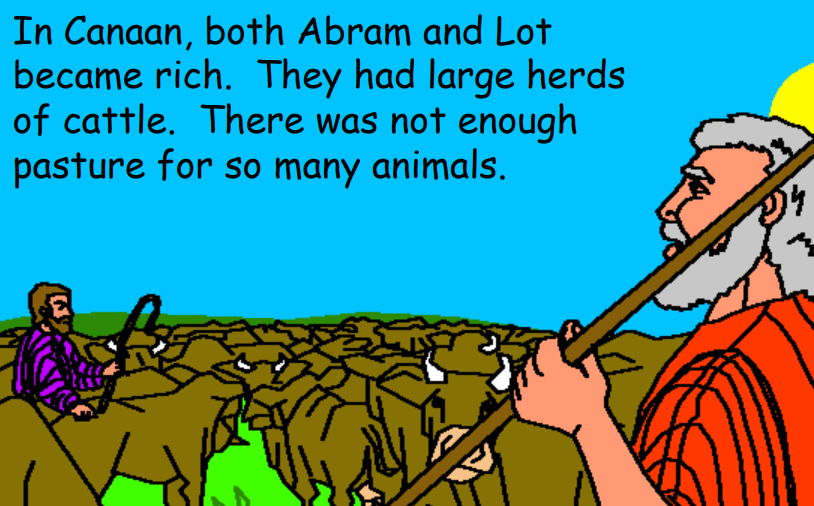 In Canaan, both Abram and Lot
became rich.  They had large herds
of cattle.  There was not enough
pasture for so many animals.